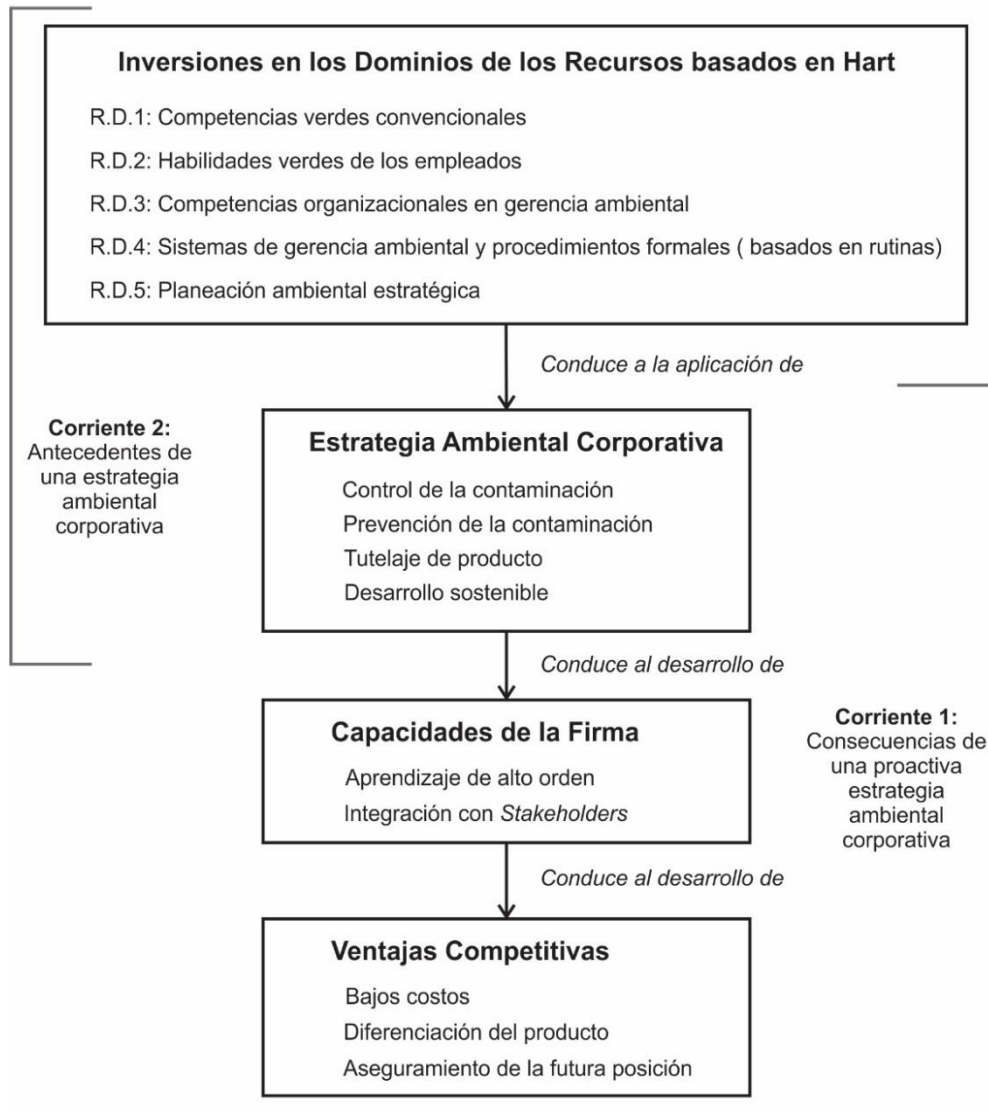 Inversiones en los Dominios de los Recursos basados en Hart
R.D.1: Competencias verdes convencionales
R.D.2: Habilidades verdes de los empleados
R.D.3: Competencias organizacionales en gerencia ambiental
R.D.4: Sistemas de gerencia ambiental y procedimientos formales ( basados en rutinas)
R.D.5: Planeación ambiental estratégica
Conduce a la aplicación de
Corriente 2:
Antecedentes de
una estrategia
ambiental
corporativa
Estrategia Ambiental Corporativa
Control de la contaminación
Prevención de la contaminación
Tutelaje de producto
Desarrollo sostenible
Conduce al desarrollo de
Capacidades de la Firma
Aprendizaje de alto orden
Integración con Stakeholders
Corriente 1:
Consecuencias de
una proactiva
estrategia
ambiental
corporativa
Conduce al desarrollo de
Ventajas Competitivas
Bajos costos
Diferenciación del producto
Aseguramiento de la futura posición